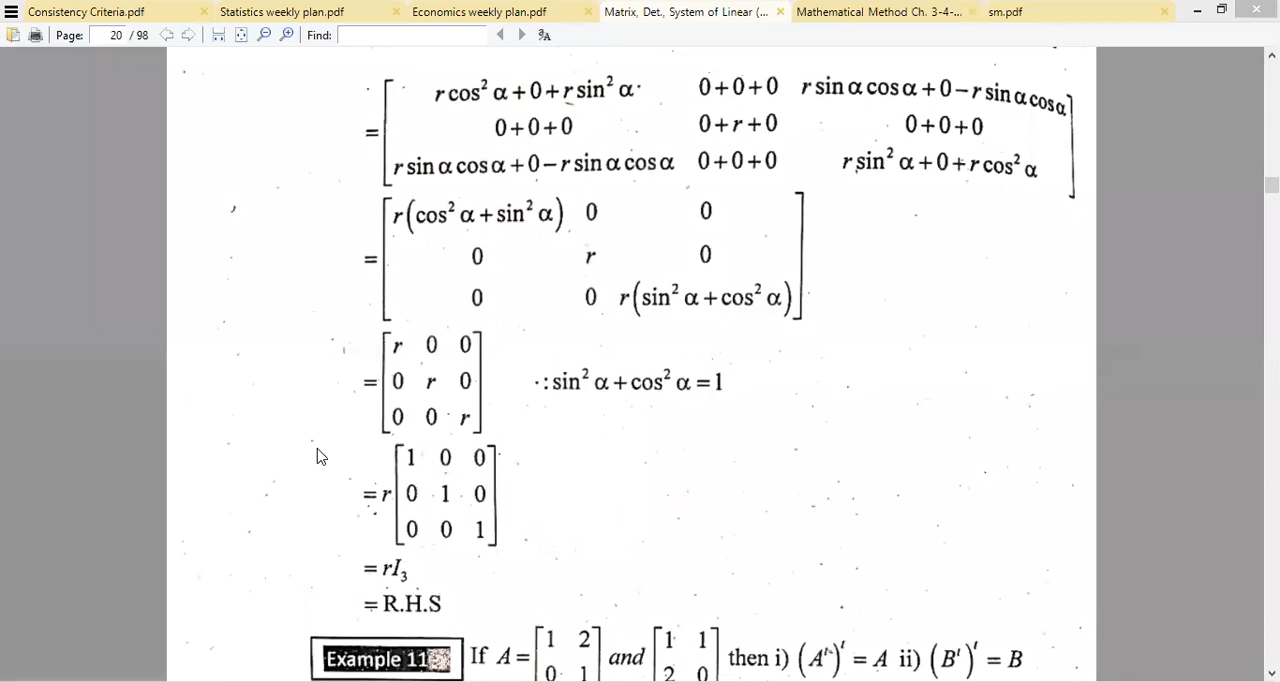 Consistency Criteria.pdf × Statistics weekly plan.pdf × Economics weekly plan.pdf × Matrix, Det., System of Linear (... × Mathematical Method Ch. 3-4-... × sm.pdf ×
Page: 20 / 98 Find:
r cos² α + 0 + r sin² α 0+0+0 r sin α cos α + 0 − r sin α cos α
= 0+0+0 0+r+0 0+0+0
r sin α cos α + 0 − r sin α cos α 0+0+0 r sin² α + 0 + r cos² α
r(cos² α + sin² α) 0 0
= 0 r 0
0 0 r(sin² α + cos² α)
r 0 0
= 0 r 0 ∵ sin² α + cos² α = 1
0 0 r
1 0 0
= r 0 1 0
0 0 1
= rI₃
= R.H.S
Example 11 If A = [1 2 and [1 1 then i) (A′)′ = A ii) (Bᵗ)′ = B
0 1] 2 0]